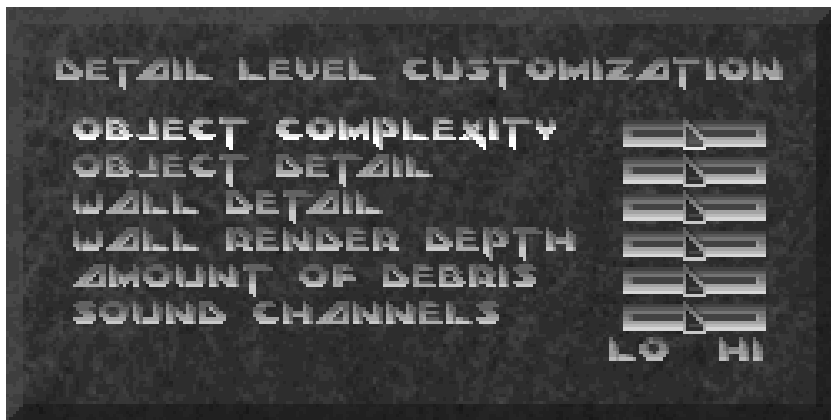 DETAIL LEVEL CUSTOMIZATION
OBJECT COMPLEXITY
OBJECT DETAIL
WALL DETAIL
WALL RENDER DEPTH
AMOUNT OF DEBRIS
SOUND CHANNELS
LO HI